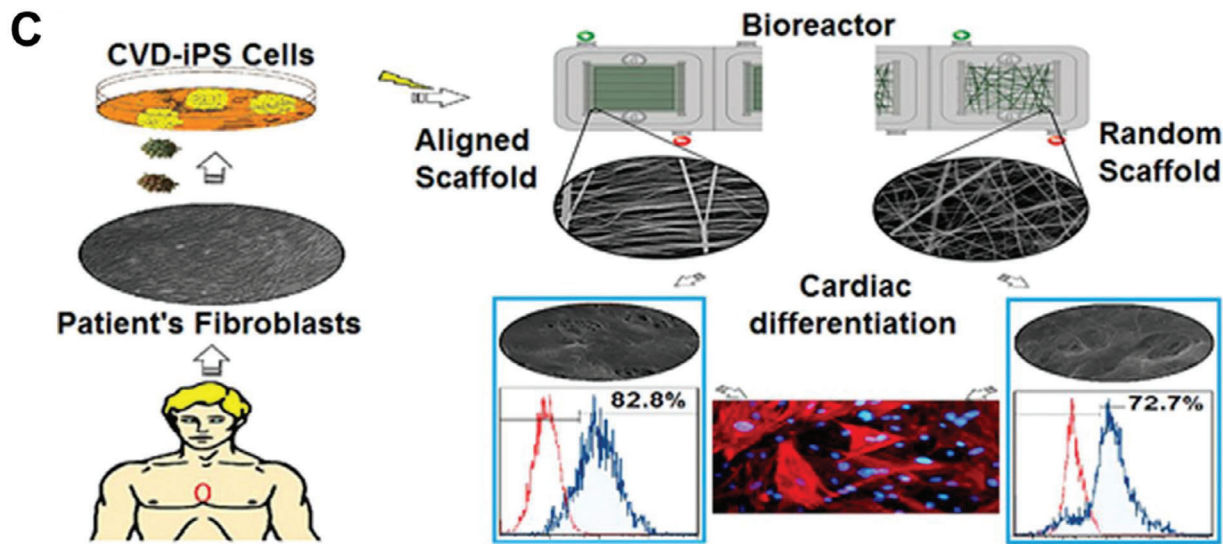 C
CVD-iPS Cells
Bioreactor
Aligned
Scaffold
Random
Scaffold
Patient's Fibroblasts
Cardiac
differentiation
82.8%
72.7%